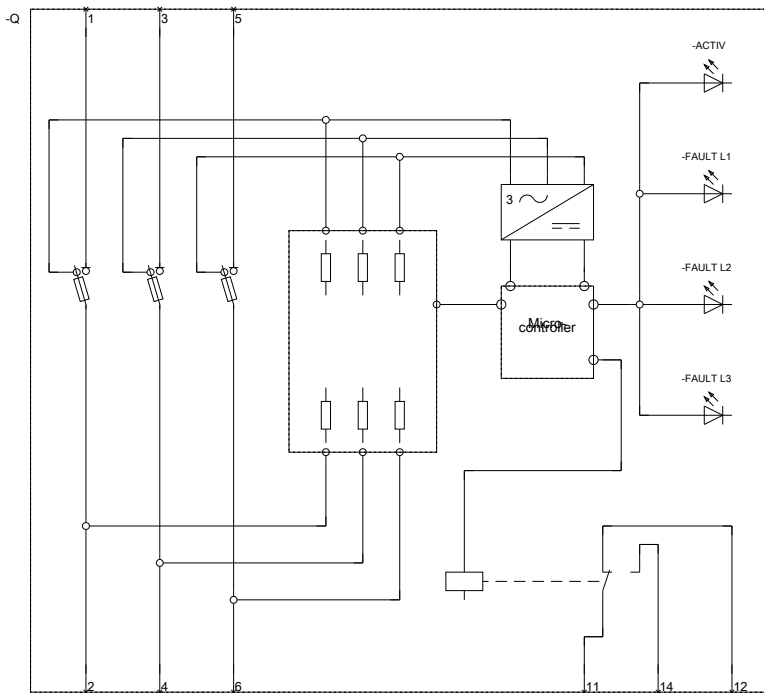 -Q
1
3
5
-ACTIV
-FAULT L1
3
-FAULT L2
Micro-
controller
-FAULT L3
2
4
6
11
14
12